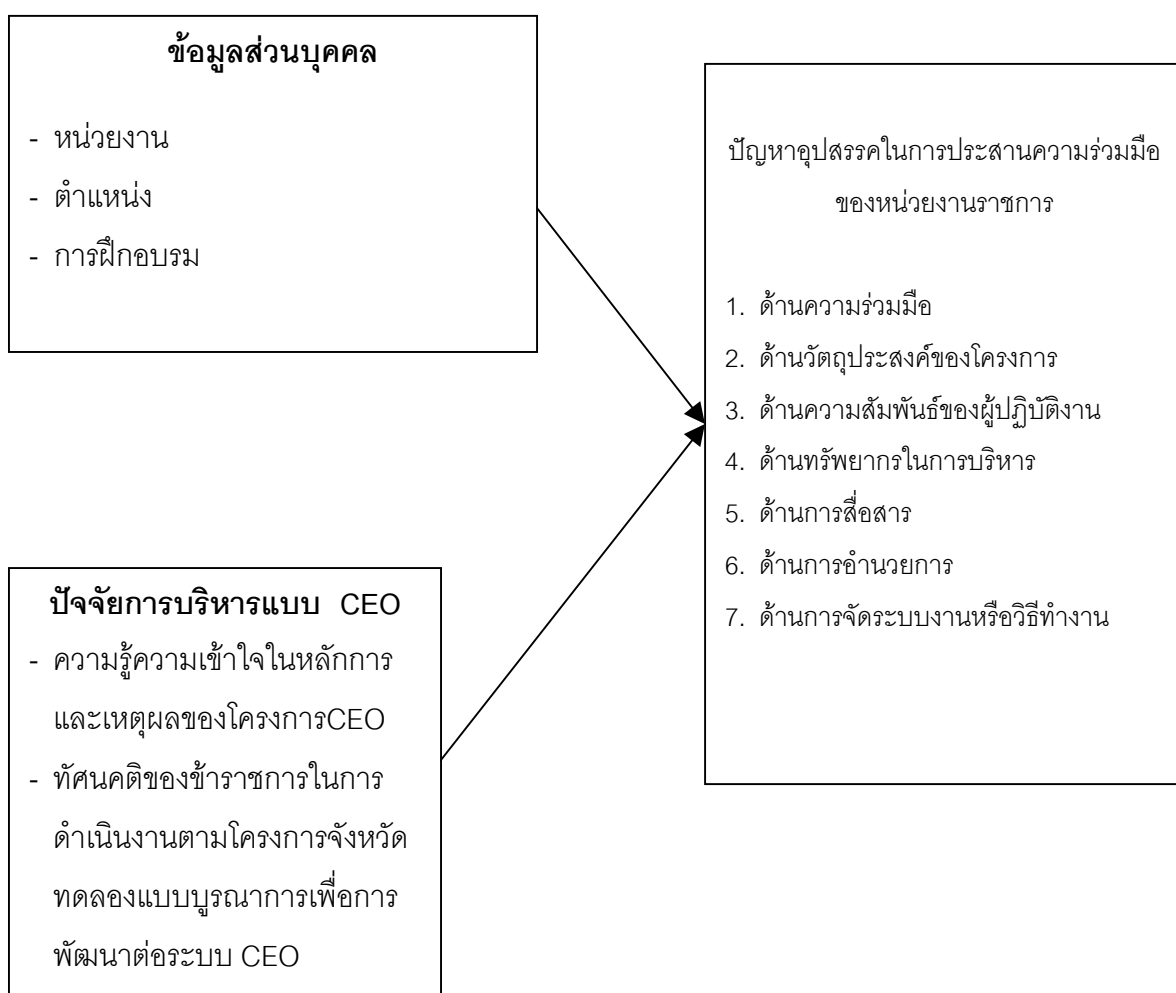 ข้อมูลส่วนบุคคล
- หน่วยงาน
- ตำแหน่ง
- การฝึกอบรม
ปัจจัยการบริหารแบบ CEO
- ความรู้ความเข้าใจในหลักการ
และเหตุผลของโครงการCEO
- ทัศนคติของข้าราชการในการ
ดำเนินงานตามโครงการจังหวัด
ทดลองแบบบูรณาการเพื่อการ
พัฒนาต่อระบบ CEO
ปัญหาอุปสรรคในการประสานความร่วมมือ
ของหน่วยงานราชการ
1. ด้านความร่วมมือ
2. ด้านวัตถุประสงค์ของโครงการ
3. ด้านความสัมพันธ์ของผู้ปฏิบัติงาน
4. ด้านทรัพยากรในการบริหาร
5. ด้านการสื่อสาร
6. ด้านการอำนวยการ
7. ด้านการจัดระบบงานหรือวิธีทำงาน